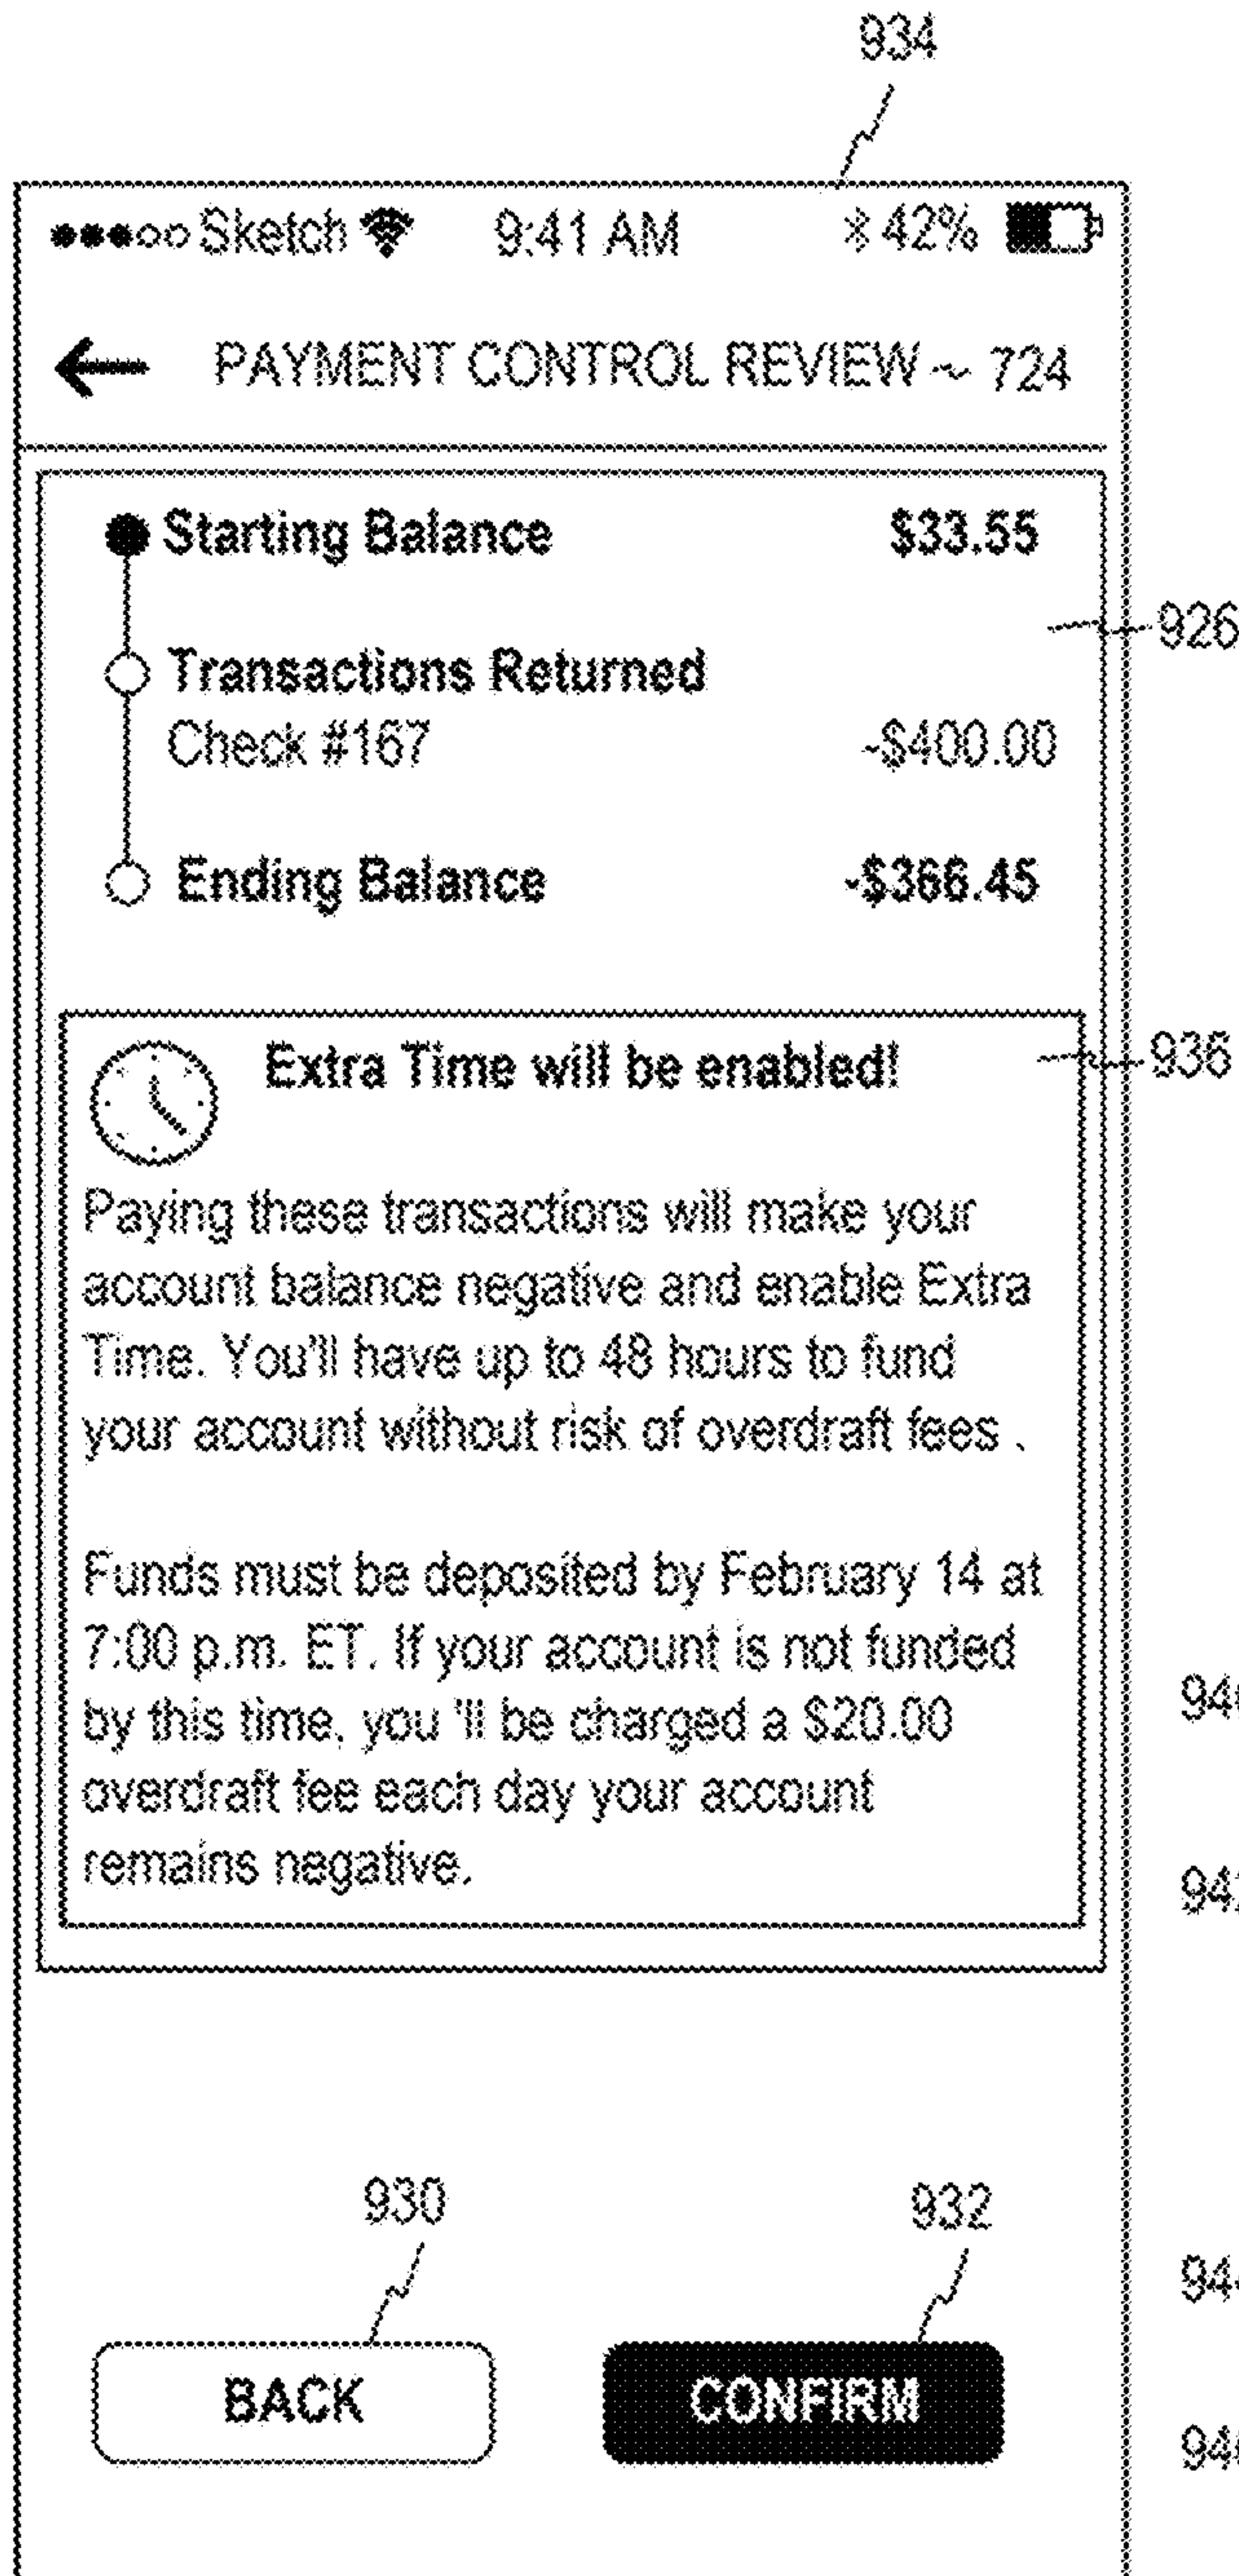 934
Sketch 9:41 AM 42%
PAYMENT CONTROL REVIEW ~ 724
Starting Balance $33.55
926
Transactions Returned
Check #167 -$400.00
Ending Balance -$366.45
Extra Time will be enabled!
936
Paying these transactions will make your
account balance negative and enable Extra
Time. You'll have up to 48 hours to fund
your account without risk of overdraft fees .
Funds must be deposited by February 14 at
7:00 p.m. ET. If your account is not funded
by this time, you 'll be charged a $20.00
overdraft fee each day your account
remains negative.
930 932
BACK CONFIRM